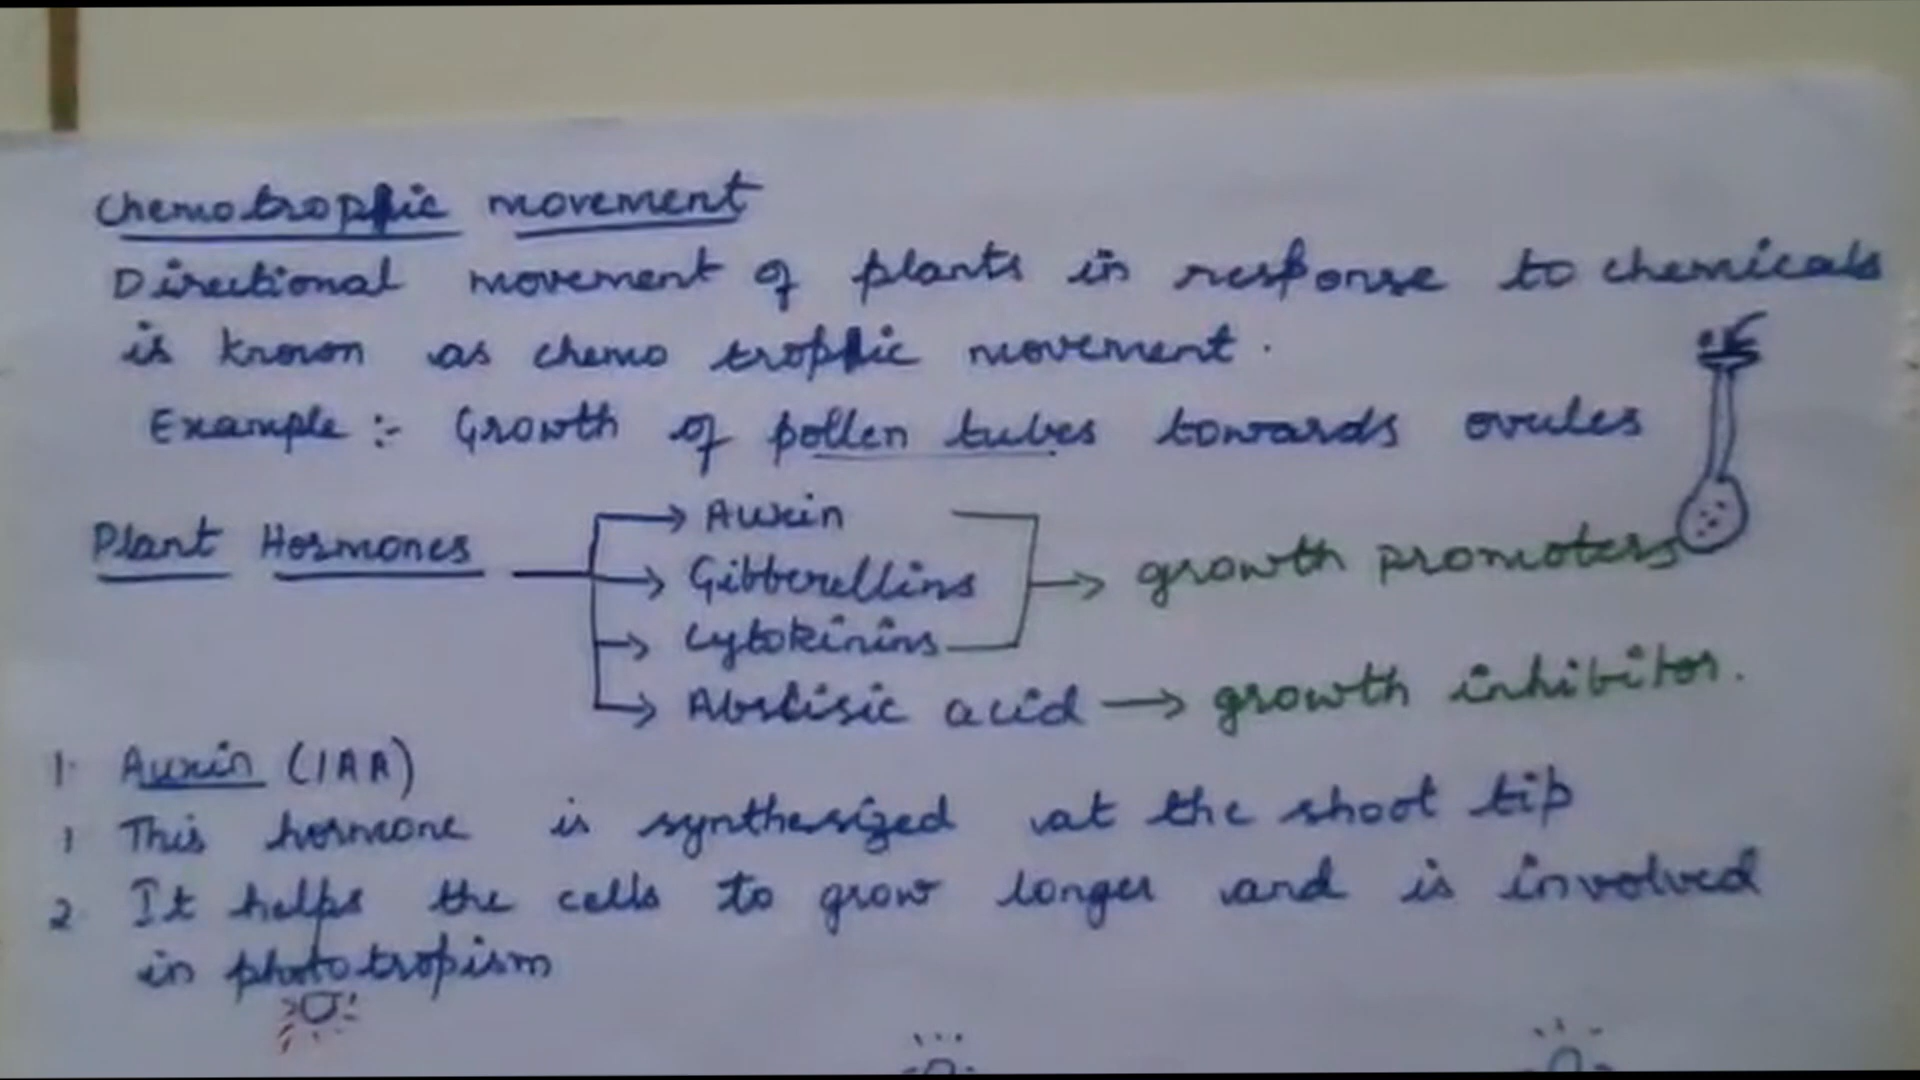 Chemotropic movement
Directional movement of plants in response to chemicals
is known as chemo tropic movement.
Example :- Growth of pollen tubes towards ovules
Plant Hormones
Auxin
Gibberellins
Cytokinins
growth promoters
Abscisic acid → growth inhibitor.
1. Auxin (IAA)
1 This hormone is synthesized at the shoot tip
2. It helps the cells to grow longer and is involved
in phototropism